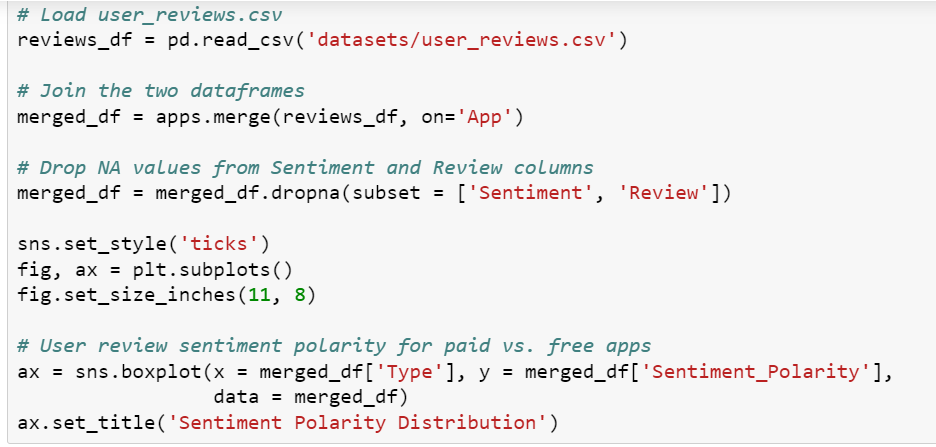 # Load user_reviews.csv
reviews_df = pd.read_csv('datasets/user_reviews.csv')
# Join the two dataframes
merged_df = apps.merge(reviews_df, on='App')
# Drop NA values from Sentiment and Review columns
merged_df = merged_df.dropna(subset = ['Sentiment', 'Review'])
sns.set_style('ticks')
fig, ax = plt.subplots()
fig.set_size_inches(11, 8)
# User review sentiment polarity for paid vs. free apps
ax = sns.boxplot(x = merged_df['Type'], y = merged_df['Sentiment_Polarity'],
data = merged_df)
ax.set_title('Sentiment Polarity Distribution')